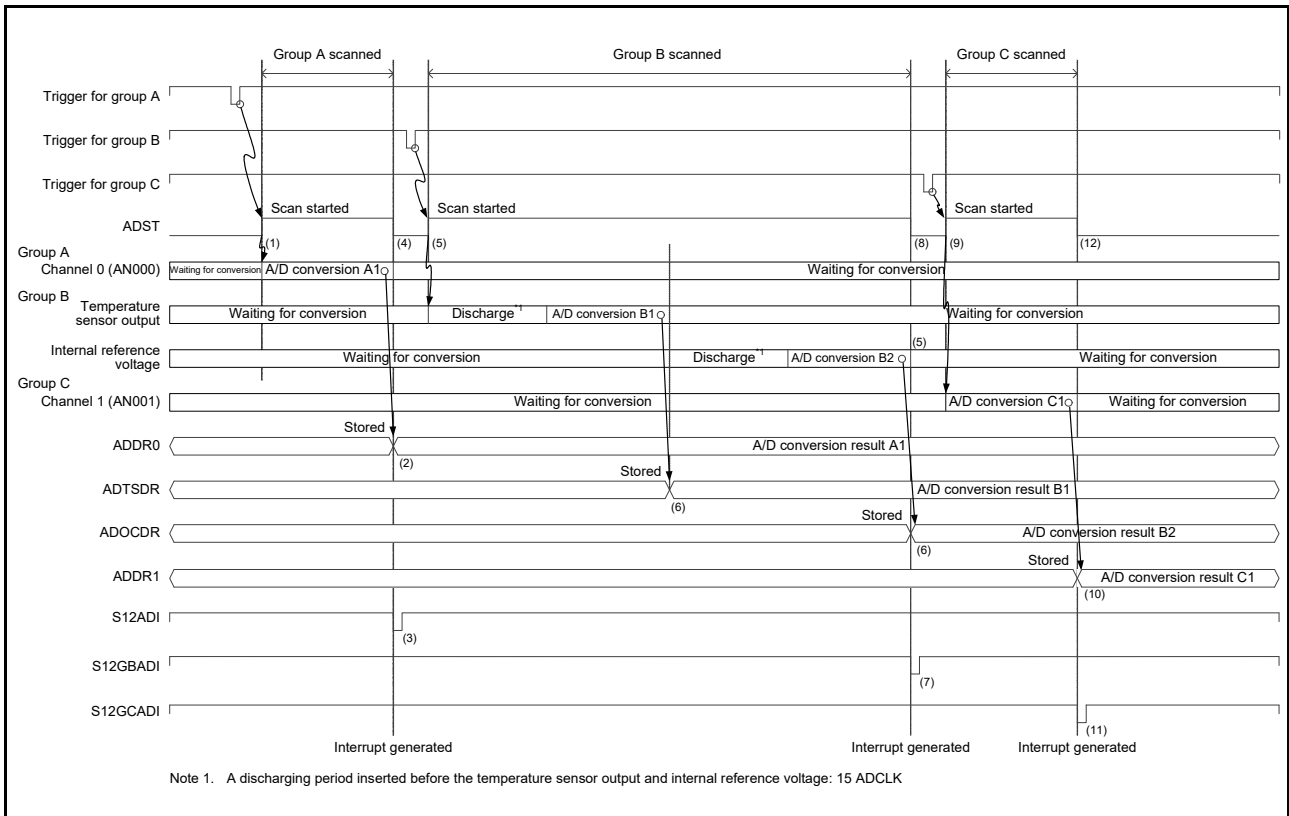 Group A scanned Group B scanned Group C scanned
Trigger for group A
Trigger for group B
Trigger for group C
Scan started Scan started Scan started
ADST
(1) (4) (5) (8) (9) (12)
Group A
Channel 0 (AN000) Waiting for conversion A/D conversion A1 Waiting for conversion
Group B
Temperature sensor output Waiting for conversion Discharge*1 A/D conversion B1 Waiting for conversion
(5)
Internal reference voltage Waiting for conversion Discharge*1 A/D conversion B2 Waiting for conversion
Group C
Channel 1 (AN001) Waiting for conversion A/D conversion C1 Waiting for conversion
Stored
ADDR0 A/D conversion result A1
(2)
Stored
ADTSDR A/D conversion result B1
(6)
Stored
ADOCDR A/D conversion result B2
(6)
Stored
ADDR1 A/D conversion result C1
(10)
S12ADI
(3)
S12GBADI
(7)
S12GCADI
(11)
Interrupt generated Interrupt generated Interrupt generated
Note 1. A discharging period inserted before the temperature sensor output and internal reference voltage: 15 ADCLK